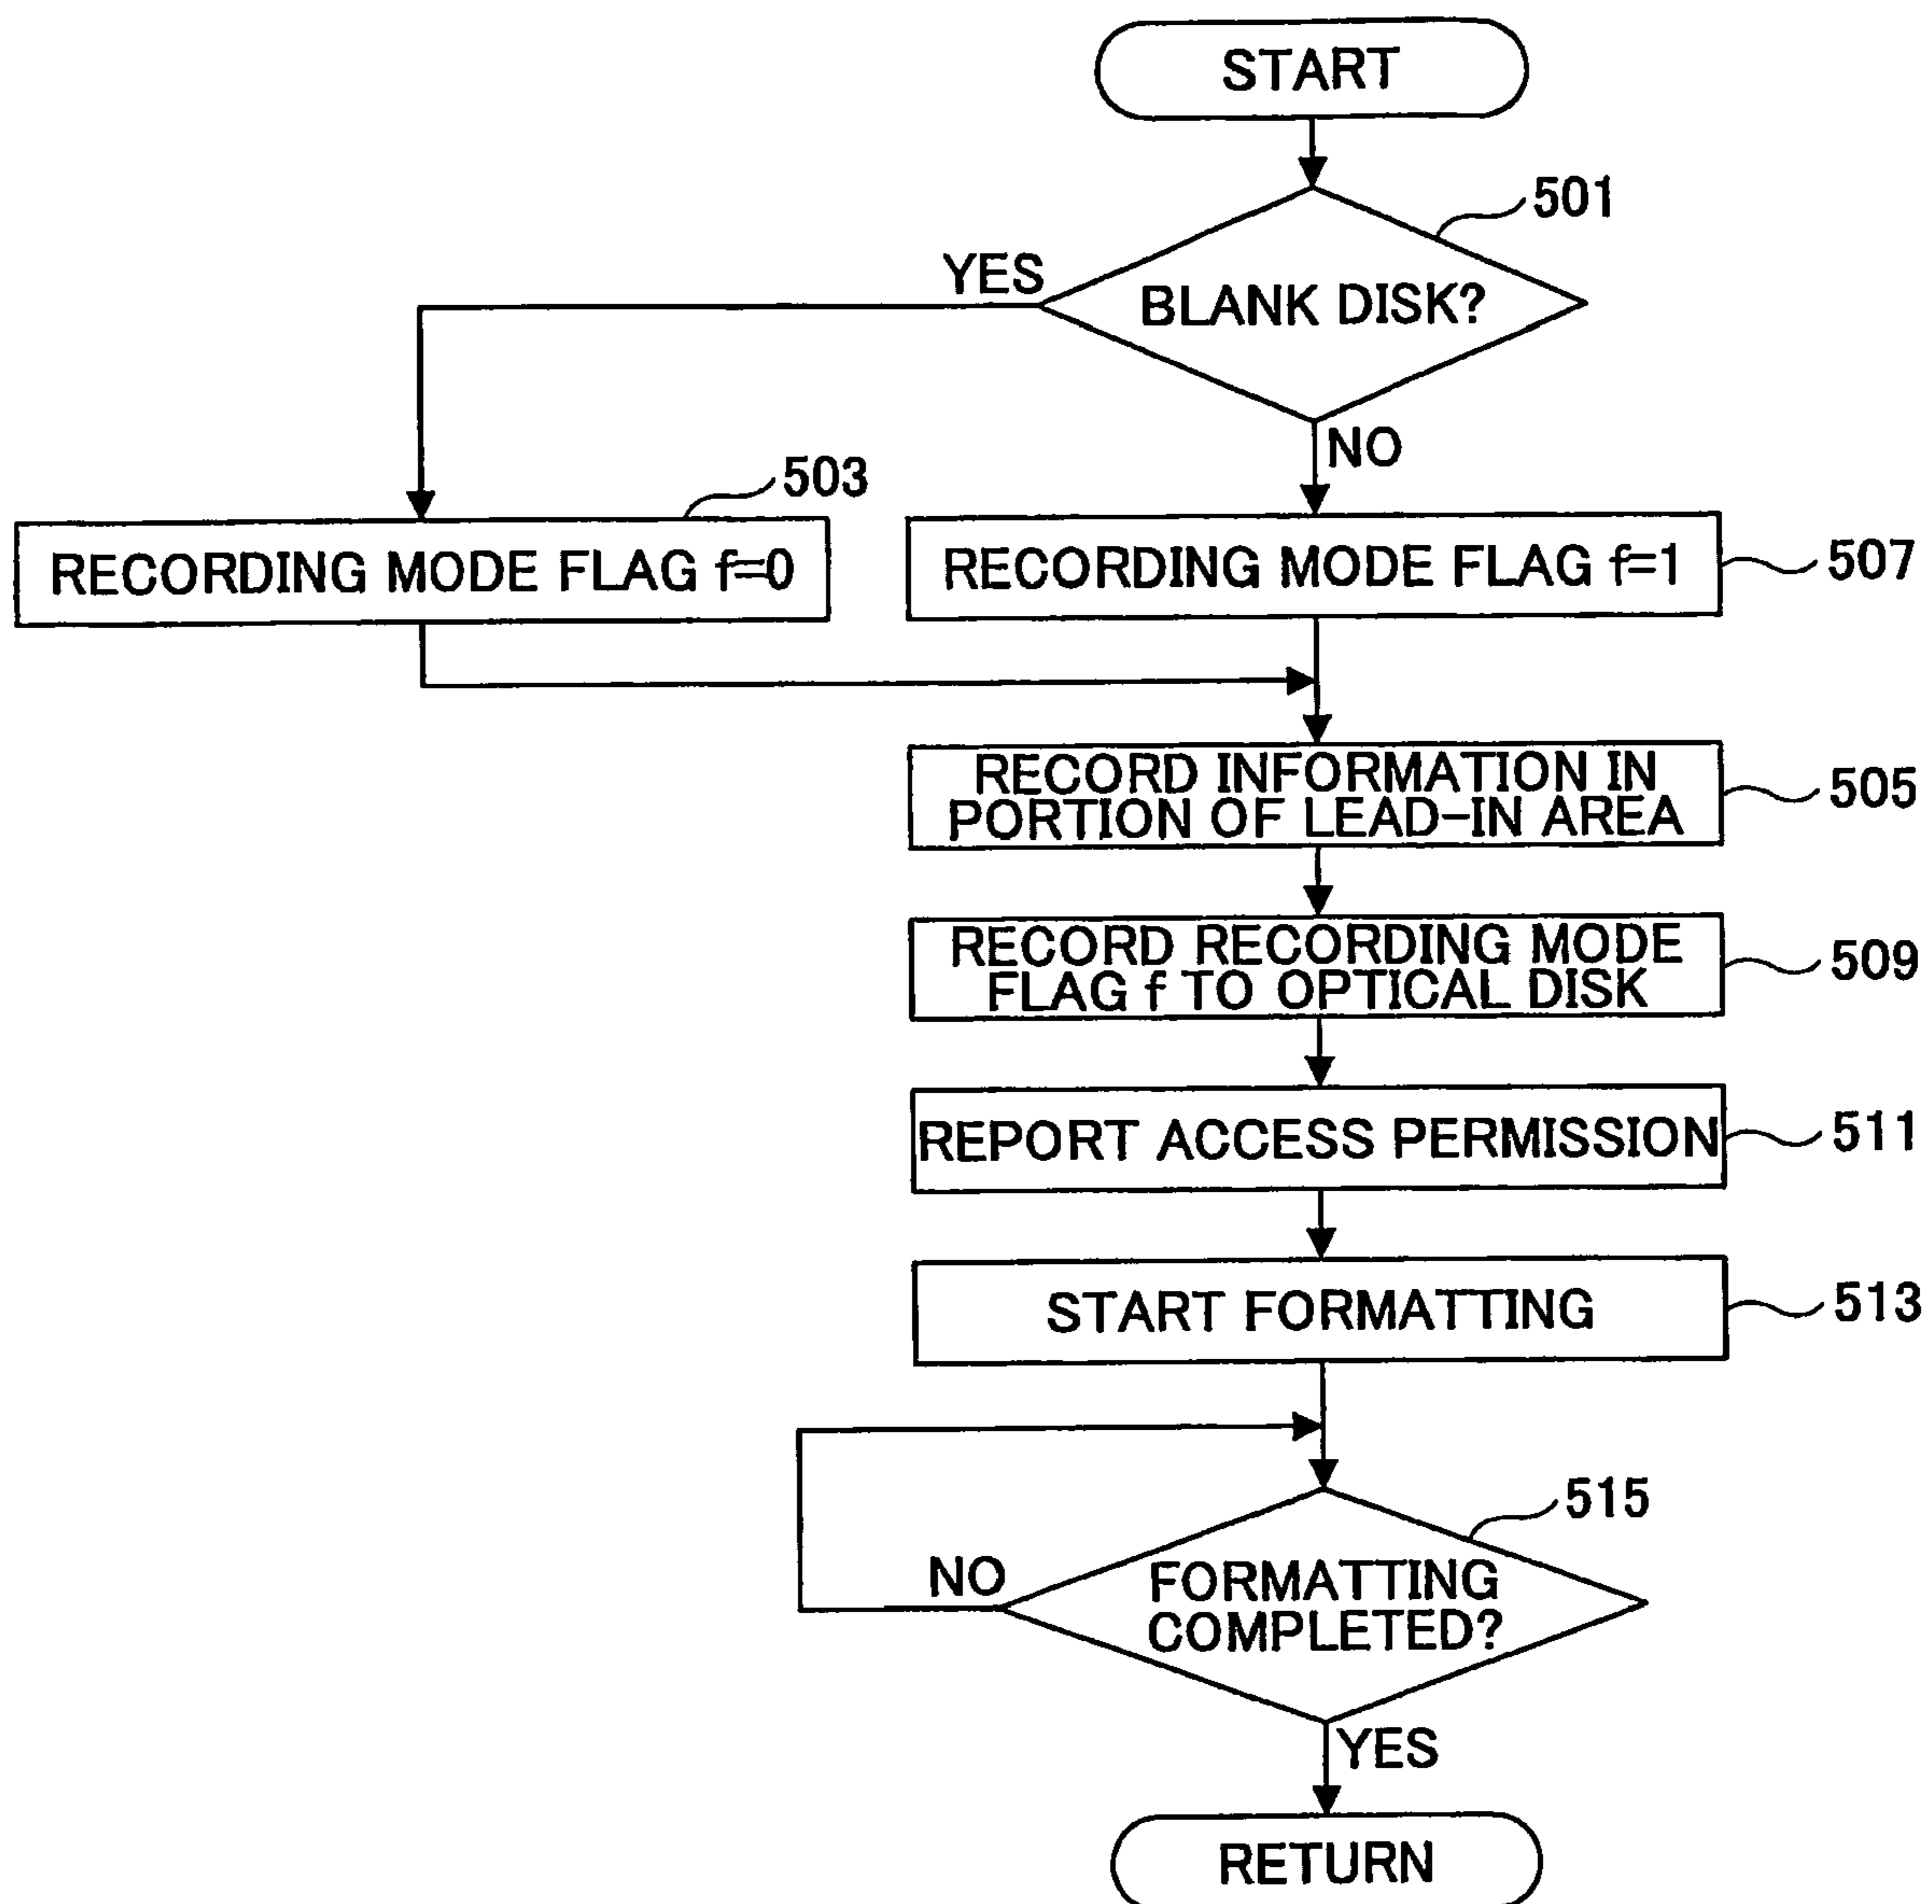 START
501
YES
BLANK DISK?
NO
503
RECORDING MODE FLAG f=0
RECORDING MODE FLAG f=1
507
RECORD INFORMATION IN
PORTION OF LEAD-IN AREA
505
RECORD RECORDING MODE
FLAG f TO OPTICAL DISK
509
REPORT ACCESS PERMISSION
511
START FORMATTING
513
515
NO
FORMATTING
COMPLETED?
YES
RETURN